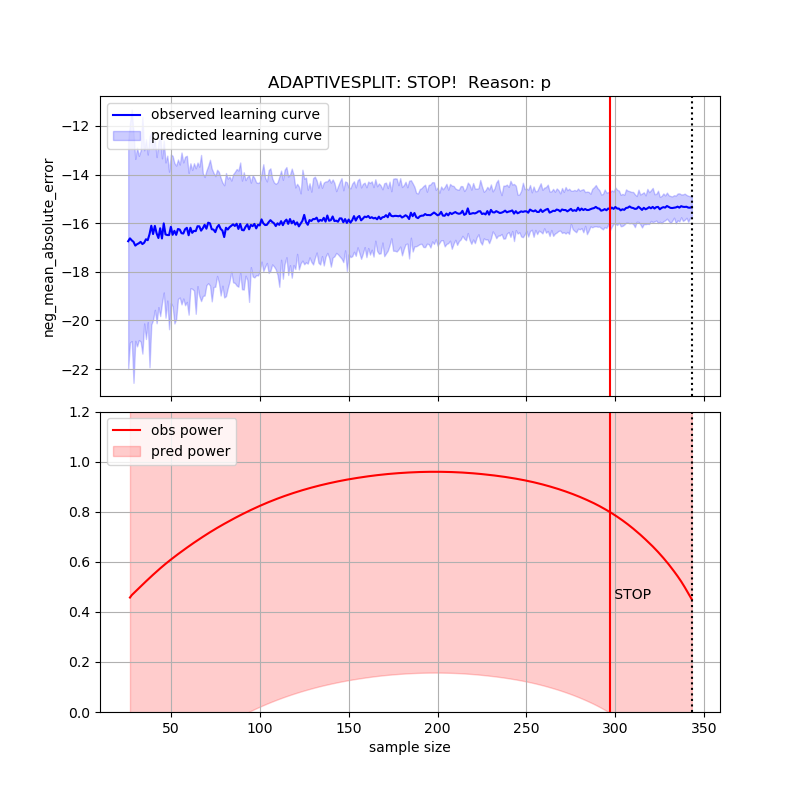 ADAPTIVESPLIT: STOP!  Reason: p
observed learning curve
predicted learning curve
neg_mean_absolute_error
−12
−14
−16
−18
−20
−22
obs power
pred power
1.2
1.0
0.8
0.6
0.4
0.2
0.0
STOP
50
100
150
200
250
300
350
sample size